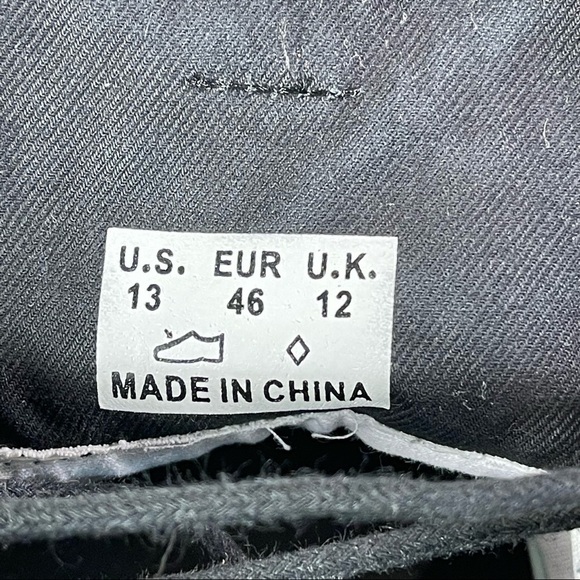 U.S. EUR U.K.
13 46 12
MADE IN CHINA